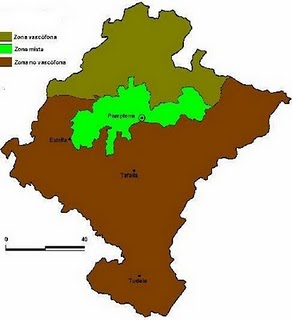 Zona vascófona
Zona mixta
Zona no vascófona
Pamplona
Estella
Tafalla
Tudela
0 40